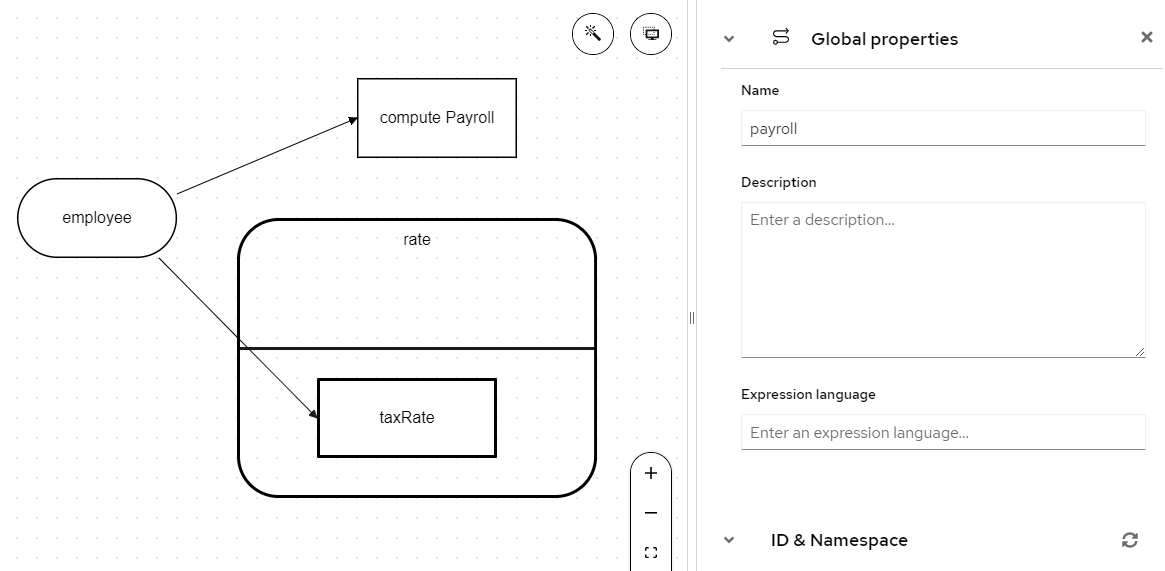 compute Payroll
employee
rate
taxRate
Global properties
Name
payroll
Description
Enter a description...
Expression language
Enter an expression language...
ID & Namespace